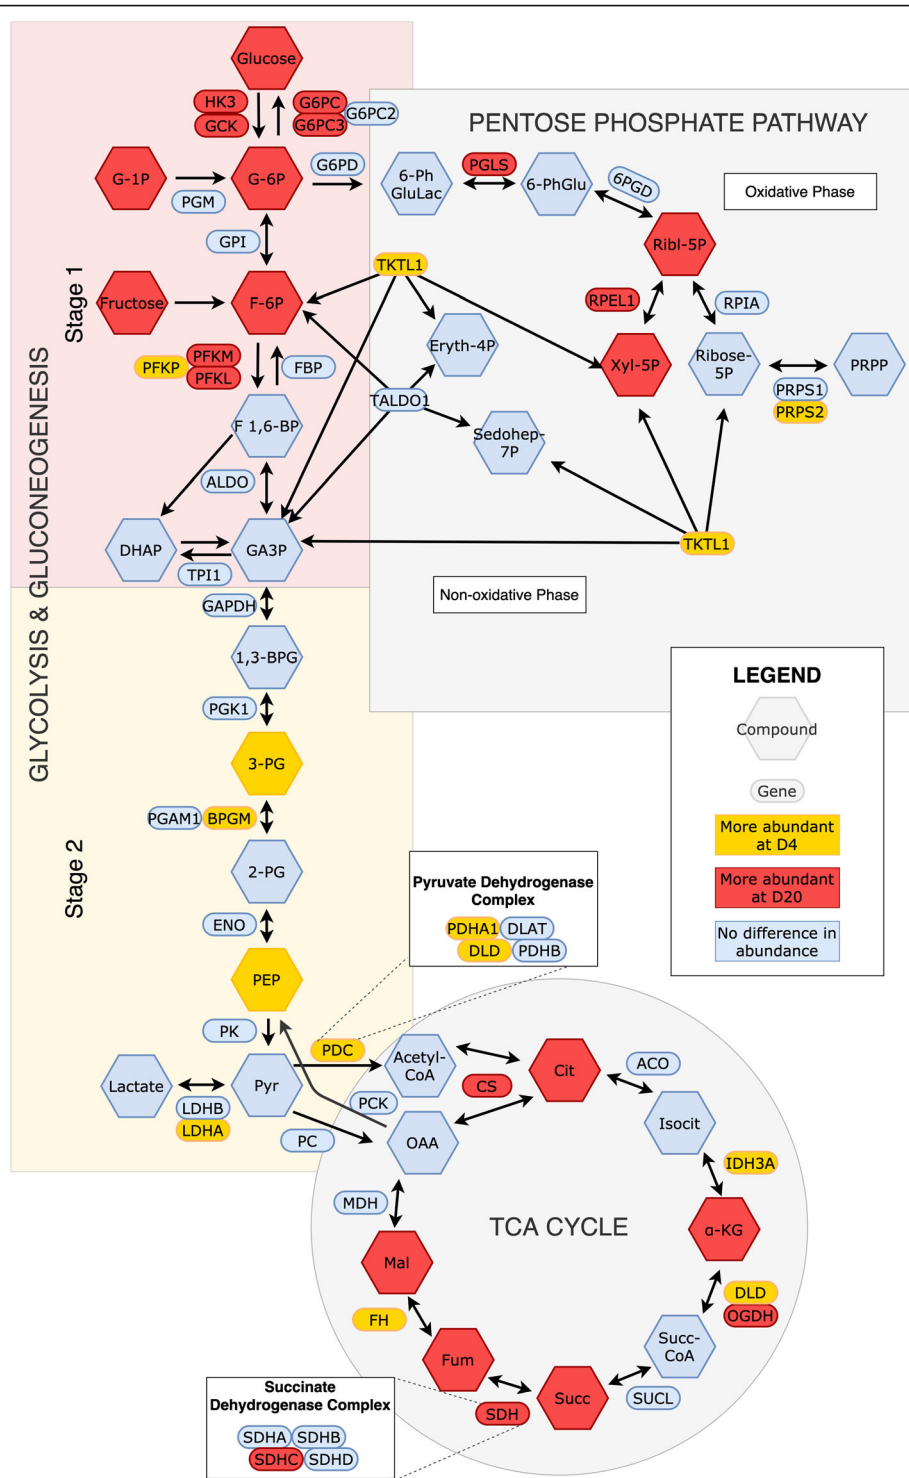 Glucose
HK3
GCK
G6PC
G6PC3
G6PC2
PENTOSE PHOSPHATE PATHWAY
G-1P
PGM
G-6P
G6PD
6-Ph
GluLac
PGLS
6-PhGlu
6PGD
Oxidative Phase
Ribl-5P
GPI
TKTL1
Stage 1
Fructose
F-6P
RPEL1
RPIA
Eryth-4P
PFKP
PFKM
PFKL
FBP
Xyl-5P
Ribose-
5P
PRPP
PRPS1
PRPS2
TALDO1
F 1,6-BP
Sedohep-
7P
ALDO
GLYCOLYSIS & GLUCONEOGENESIS
DHAP
GA3P
TKTL1
TPI1
Non-oxidative Phase
GAPDH
1,3-BPG
PGK1
3-PG
LEGEND
Compound
Gene
More abundant
at D4
More abundant
at D20
No difference in
abundance
PGAM1
BPGM
Stage 2
2-PG
Pyruvate Dehydrogenase
Complex
PDHA1
DLAT
DLD
PDHB
ENO
PEP
PK
PDC
Lactate
Pyr
LDHB
LDHA
PC
PCK
Acetyl-
CoA
CS
Cit
ACO
OAA
Isocit
IDH3A
MDH
TCA CYCLE
α-KG
Mal
DLD
OGDH
FH
Fum
Succ-
CoA
Succ
SUCL
SDH
Succinate
Dehydrogenase Complex
SDHA
SDHB
SDHC
SDHD